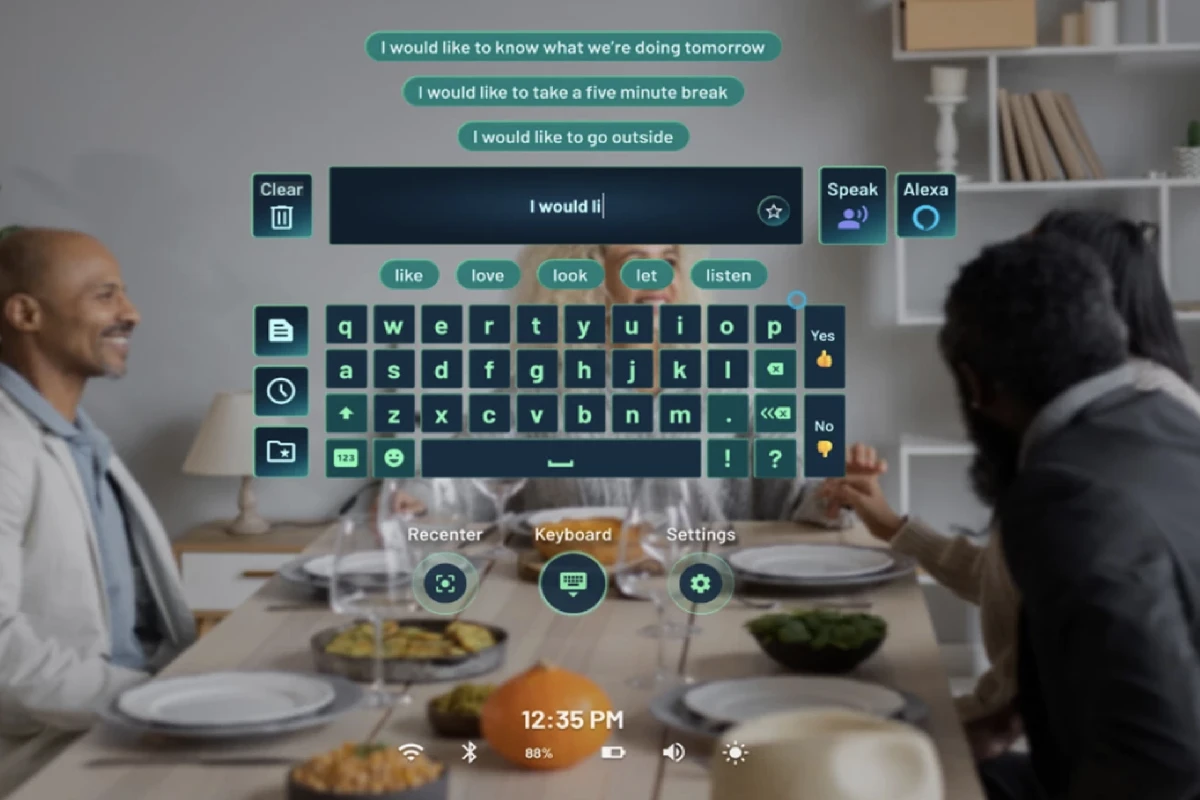 I would like to know what we're doing tomorrow
I would like to take a five minute break
I would like to go outside
Clear
I would li
Speak
Alexa
like love look let listen
q w e r t y u i o p
Yes
a s d f g h j k l
z x c v b n m .
No
123 ! ?
Recenter Keyboard Settings
12:35 PM
88%